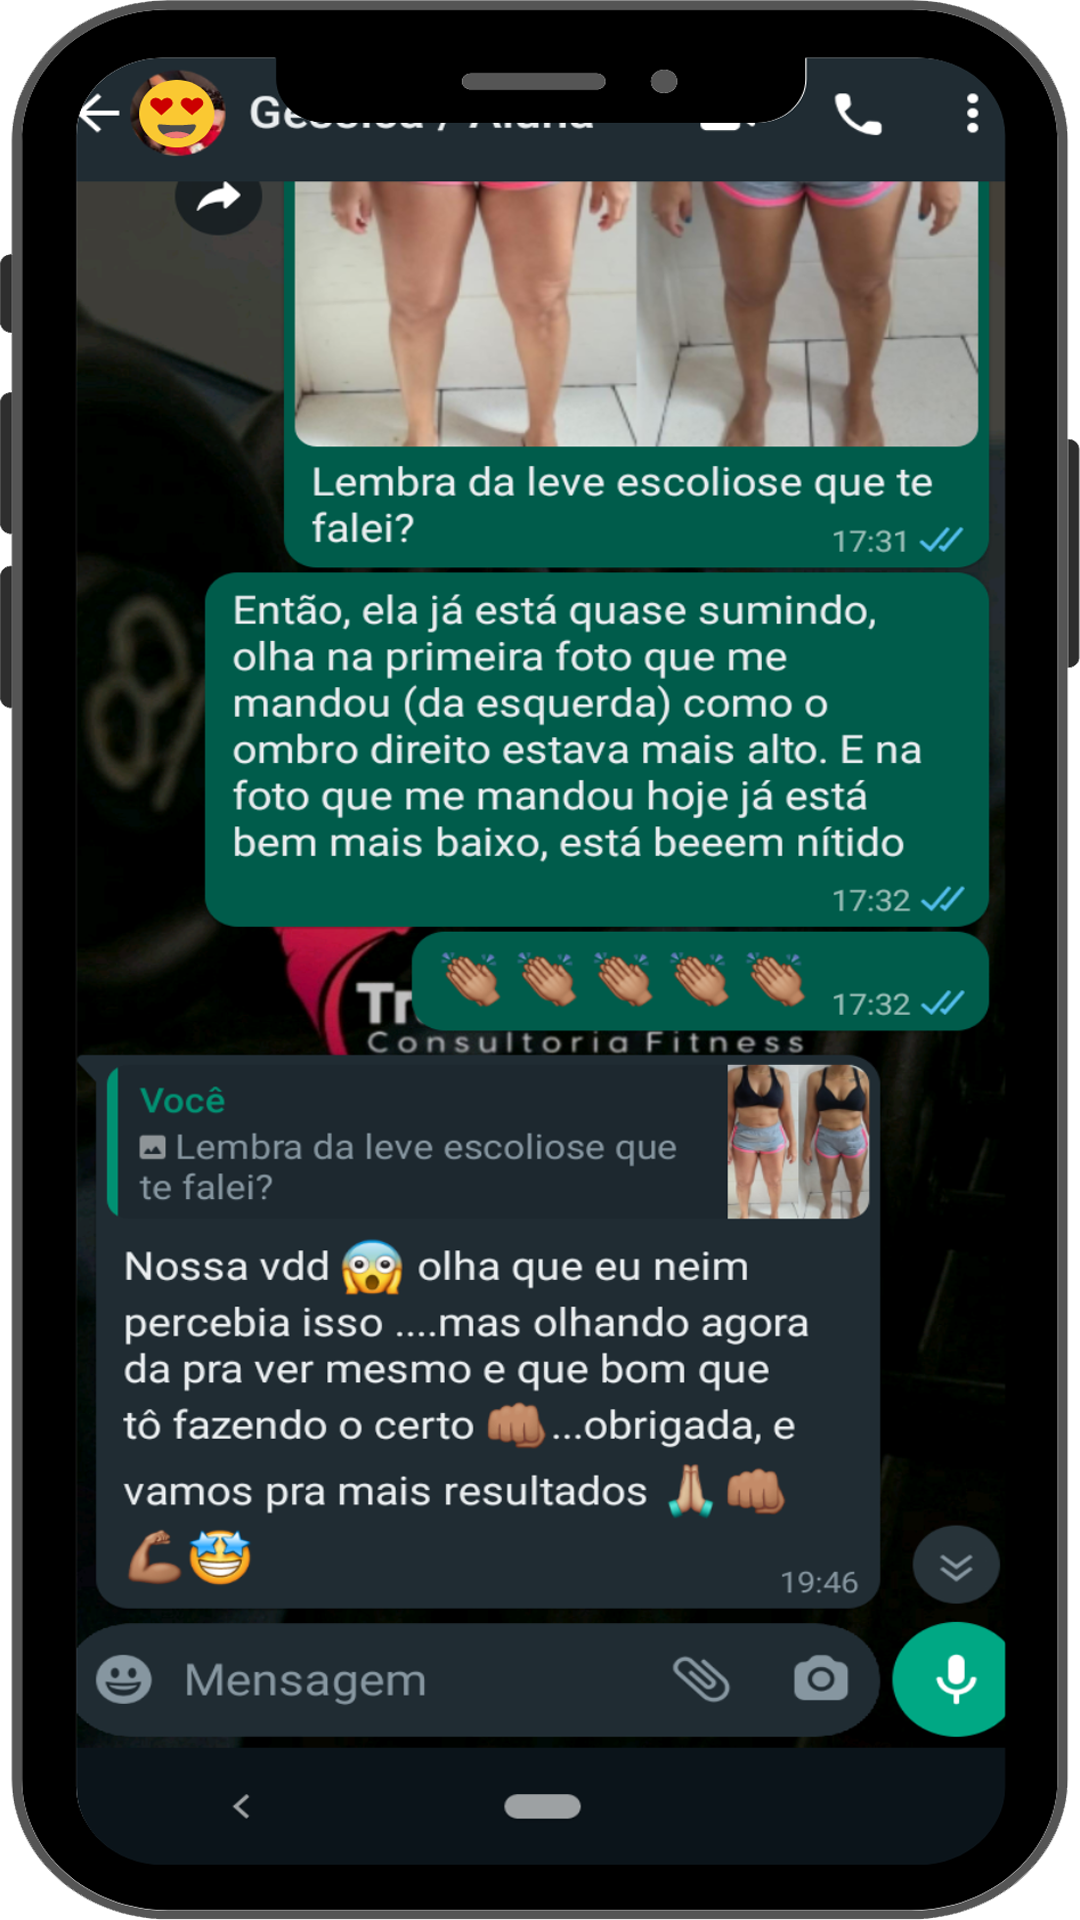 Lembra da leve escoliose que te
falei?
17:31
Então, ela já está quase sumindo,
olha na primeira foto que me
mandou (da esquerda) como o
ombro direito estava mais alto. E na
foto que me mandou hoje já está
bem mais baixo, está beeem nítido
17:32
👏🏽 👏🏽 👏🏽 👏🏽 👏🏽 17:32
Consultoria Fitness
Você
Lembra da leve escoliose que
te falei?
Nossa vdd 😱 olha que eu neim
percebia isso ....mas olhando agora
da pra ver mesmo e que bom que
tô fazendo o certo 👊🏽...obrigada, e
vamos pra mais resultados 🙏🏽👊🏽
💪🏽🤩
19:46
Mensagem